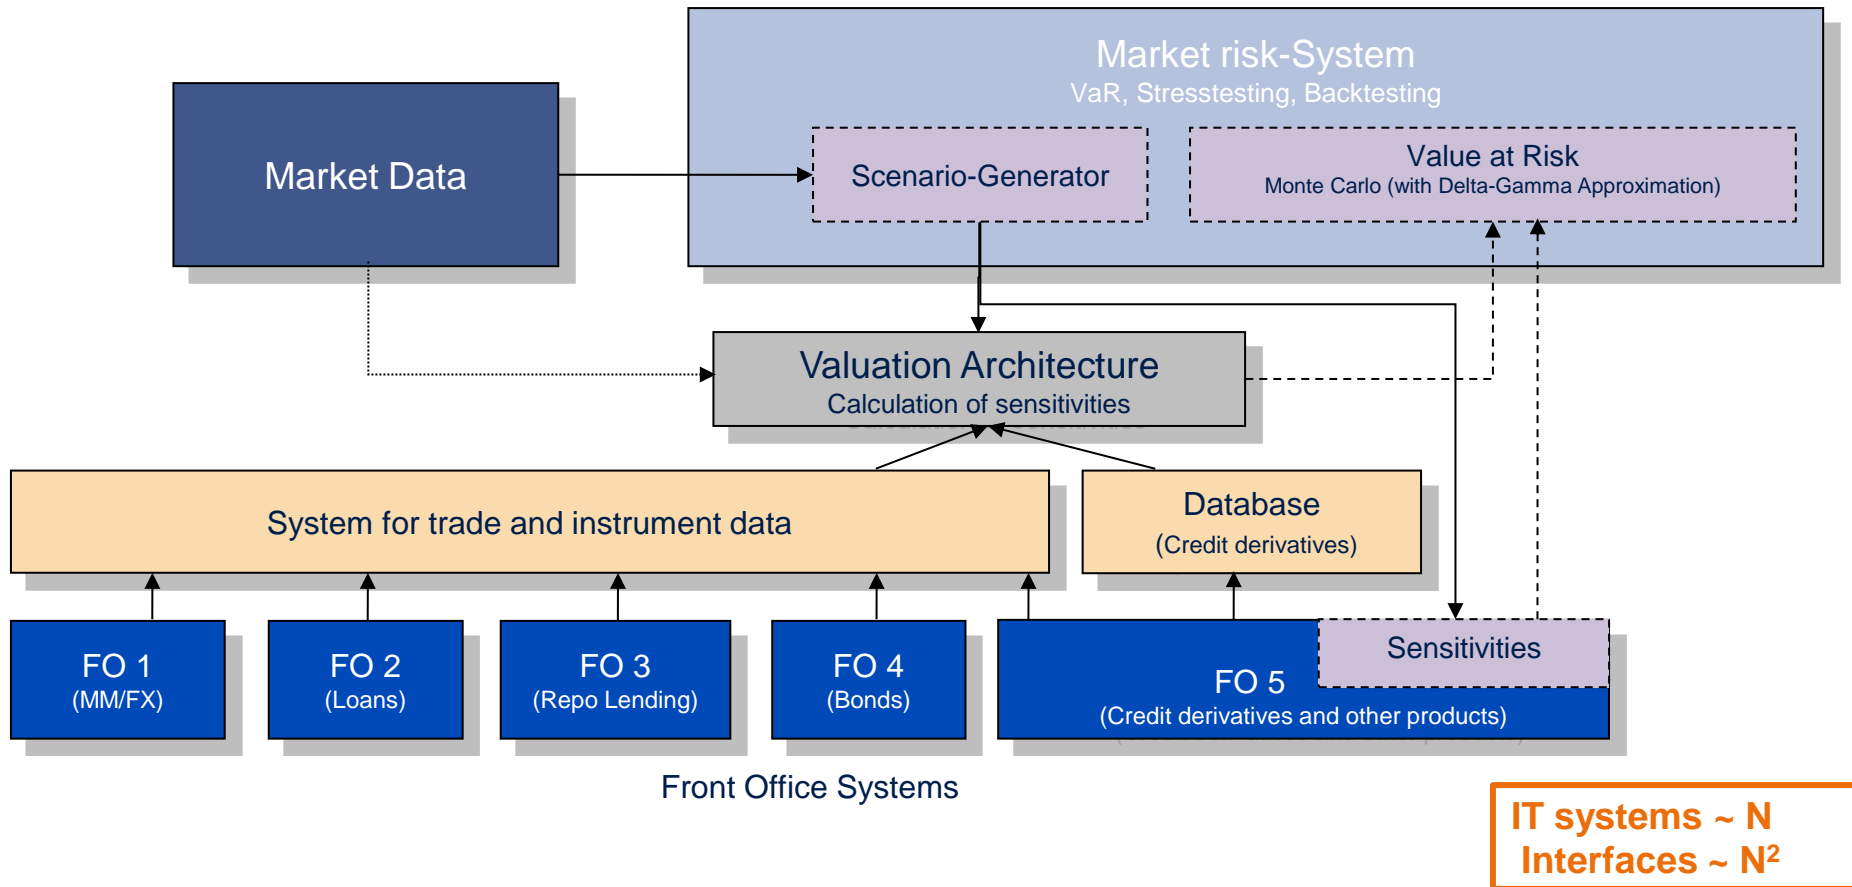 Market risk-System
VaR, Stresstesting, Backtesting
Market Data
Scenario-Generator
Value at Risk
Monte Carlo (with Delta-Gamma Approximation)
Valuation Architecture
Calculation of sensitivities
System for trade and instrument data
Database
(Credit derivatives)
FO 1
(MM/FX)
FO 2
(Loans)
FO 3
(Repo Lending)
FO 4
(Bonds)
Sensitivities
FO 5
(Credit derivatives and other products)
Front Office Systems
IT systems ~ N
Interfaces ~ N²